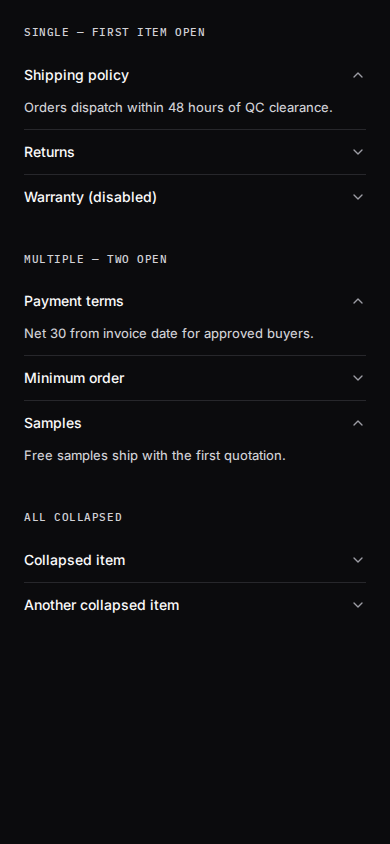 SINGLE — FIRST ITEM OPEN
Shipping policy
Orders dispatch within 48 hours of QC clearance.
Returns
Warranty (disabled)
MULTIPLE — TWO OPEN
Payment terms
Net 30 from invoice date for approved buyers.
Minimum order
Samples
Free samples ship with the first quotation.
ALL COLLAPSED
Collapsed item
Another collapsed item